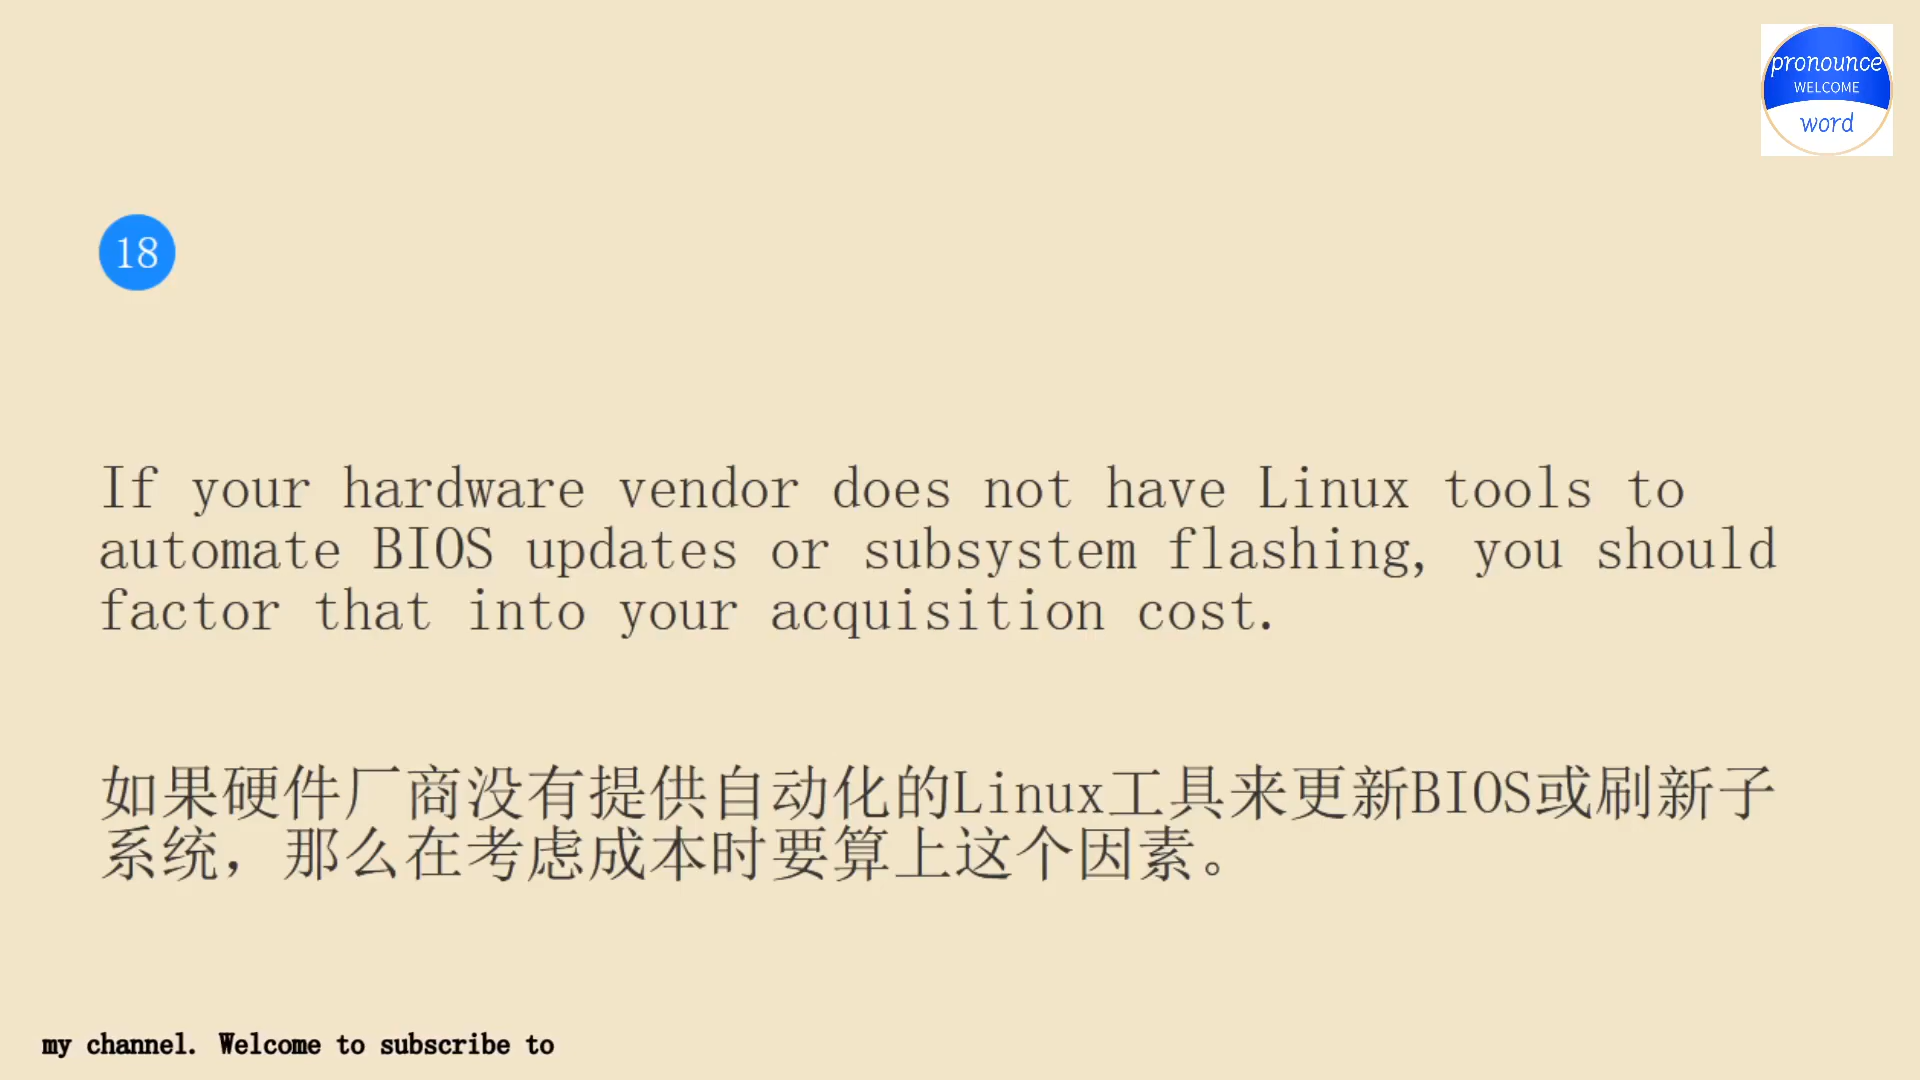 pronounce
WELCOME
word
18
If your hardware vendor does not have Linux tools to
automate BIOS updates or subsystem flashing, you should
factor that into your acquisition cost.
如果硬件厂商没有提供自动化的Linux工具来更新BIOS或刷新子
系统，那么在考虑成本时要算上这个因素。
my channel. Welcome to subscribe to